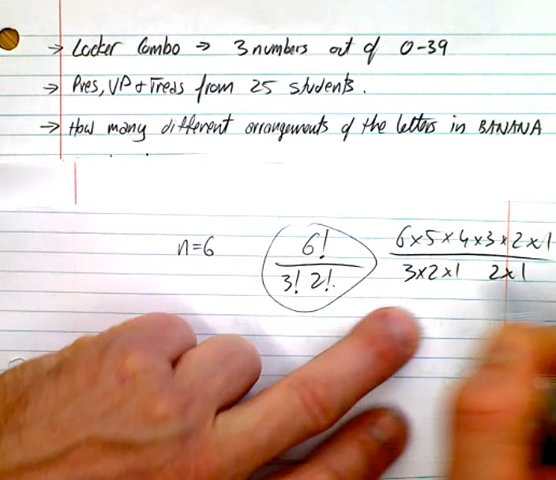 → Locker Combo → 3 numbers out of 0-39
→ Pres, VP + Treas from 25 students.
→ How many different arrangements of the letters in BANANA
n=6 6!/3! 2!. 6×5×4×3×2×1/3×2×1 2×1